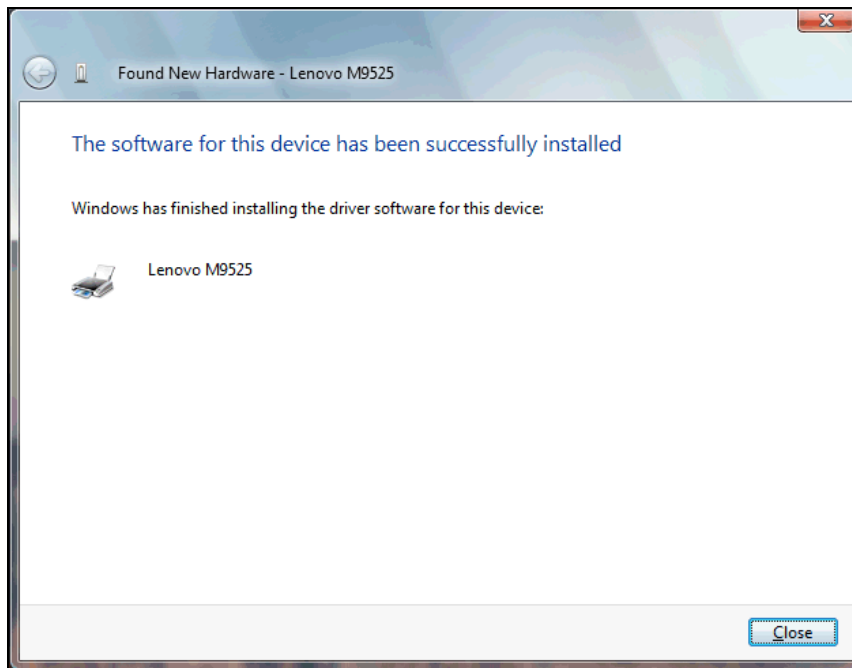 Found New Hardware - Lenovo M9525
The software for this device has been successfully installed
Windows has finished installing the driver software for this device:
Lenovo M9525
Close